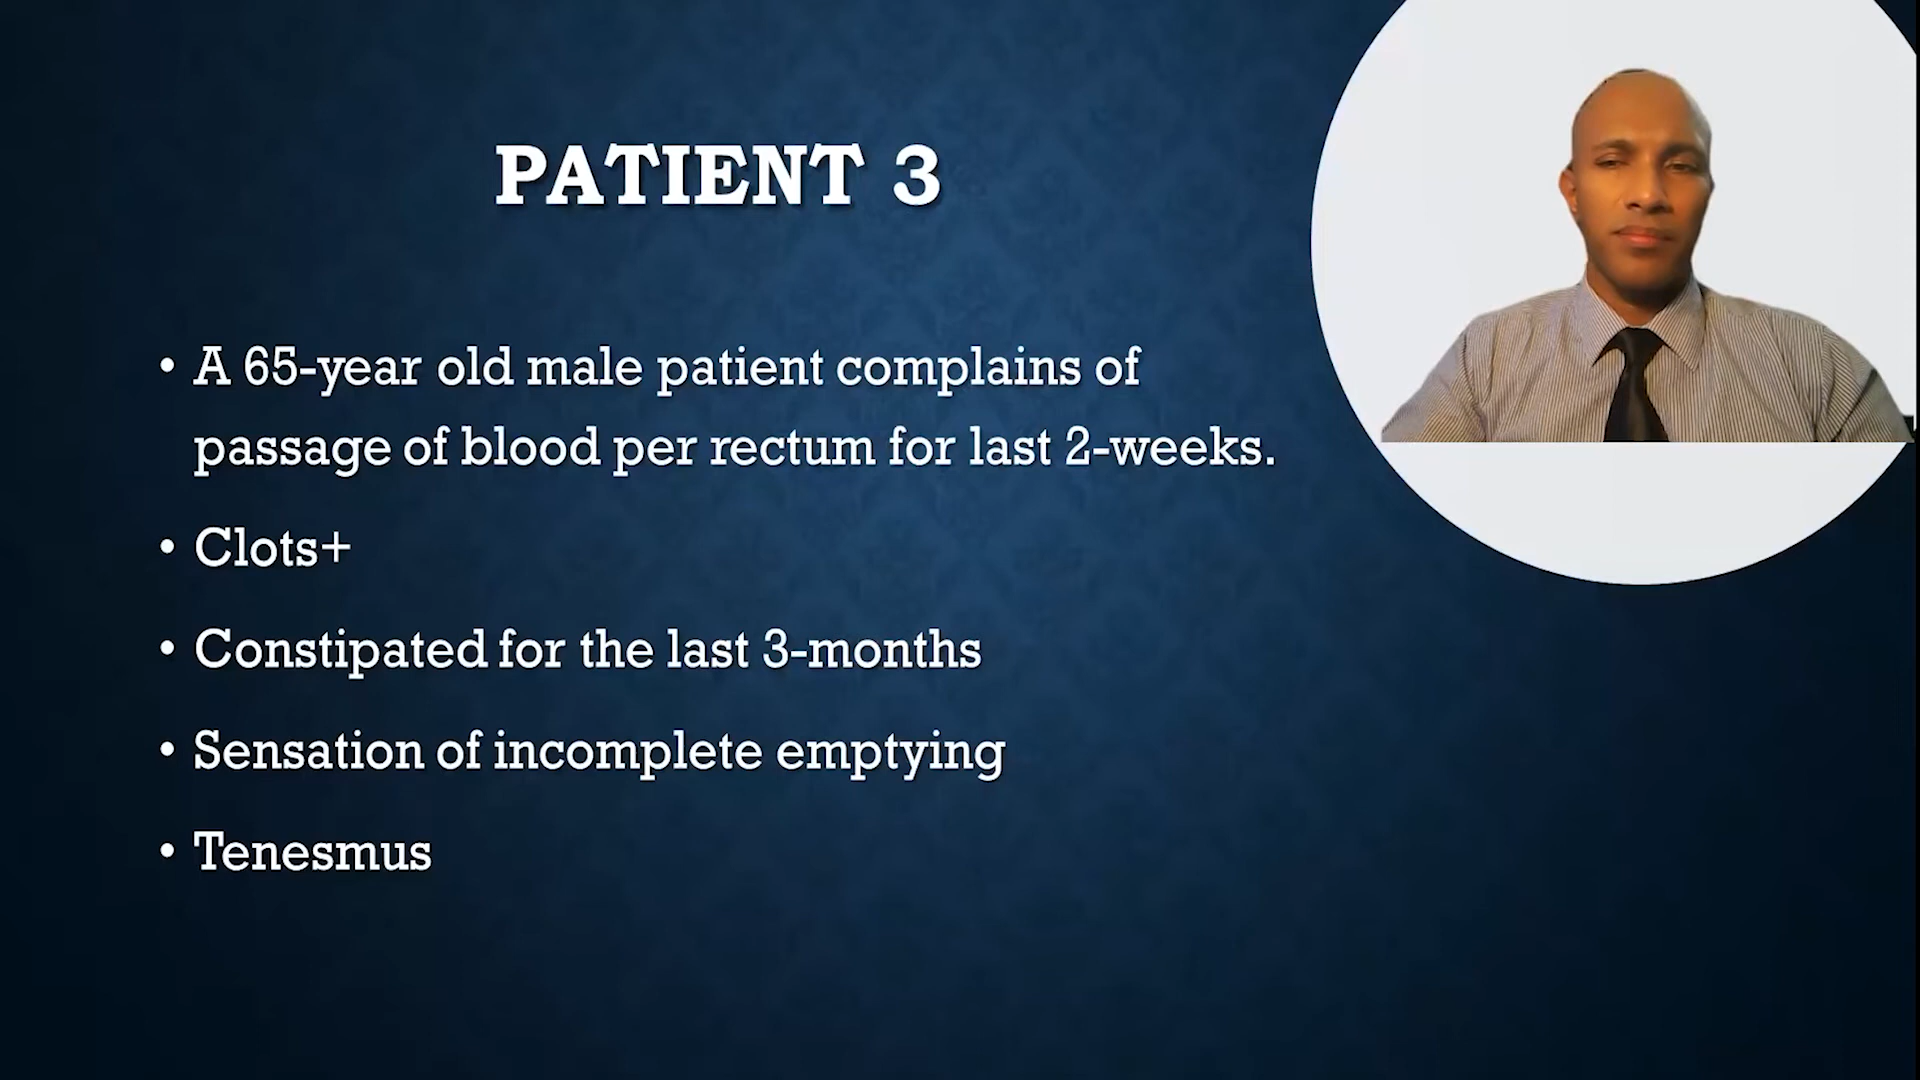 PATIENT 3
• A 65-year old male patient complains of
passage of blood per rectum for last 2-weeks.
• Clots+
• Constipated for the last 3-months
• Sensation of incomplete emptying
• Tenesmus